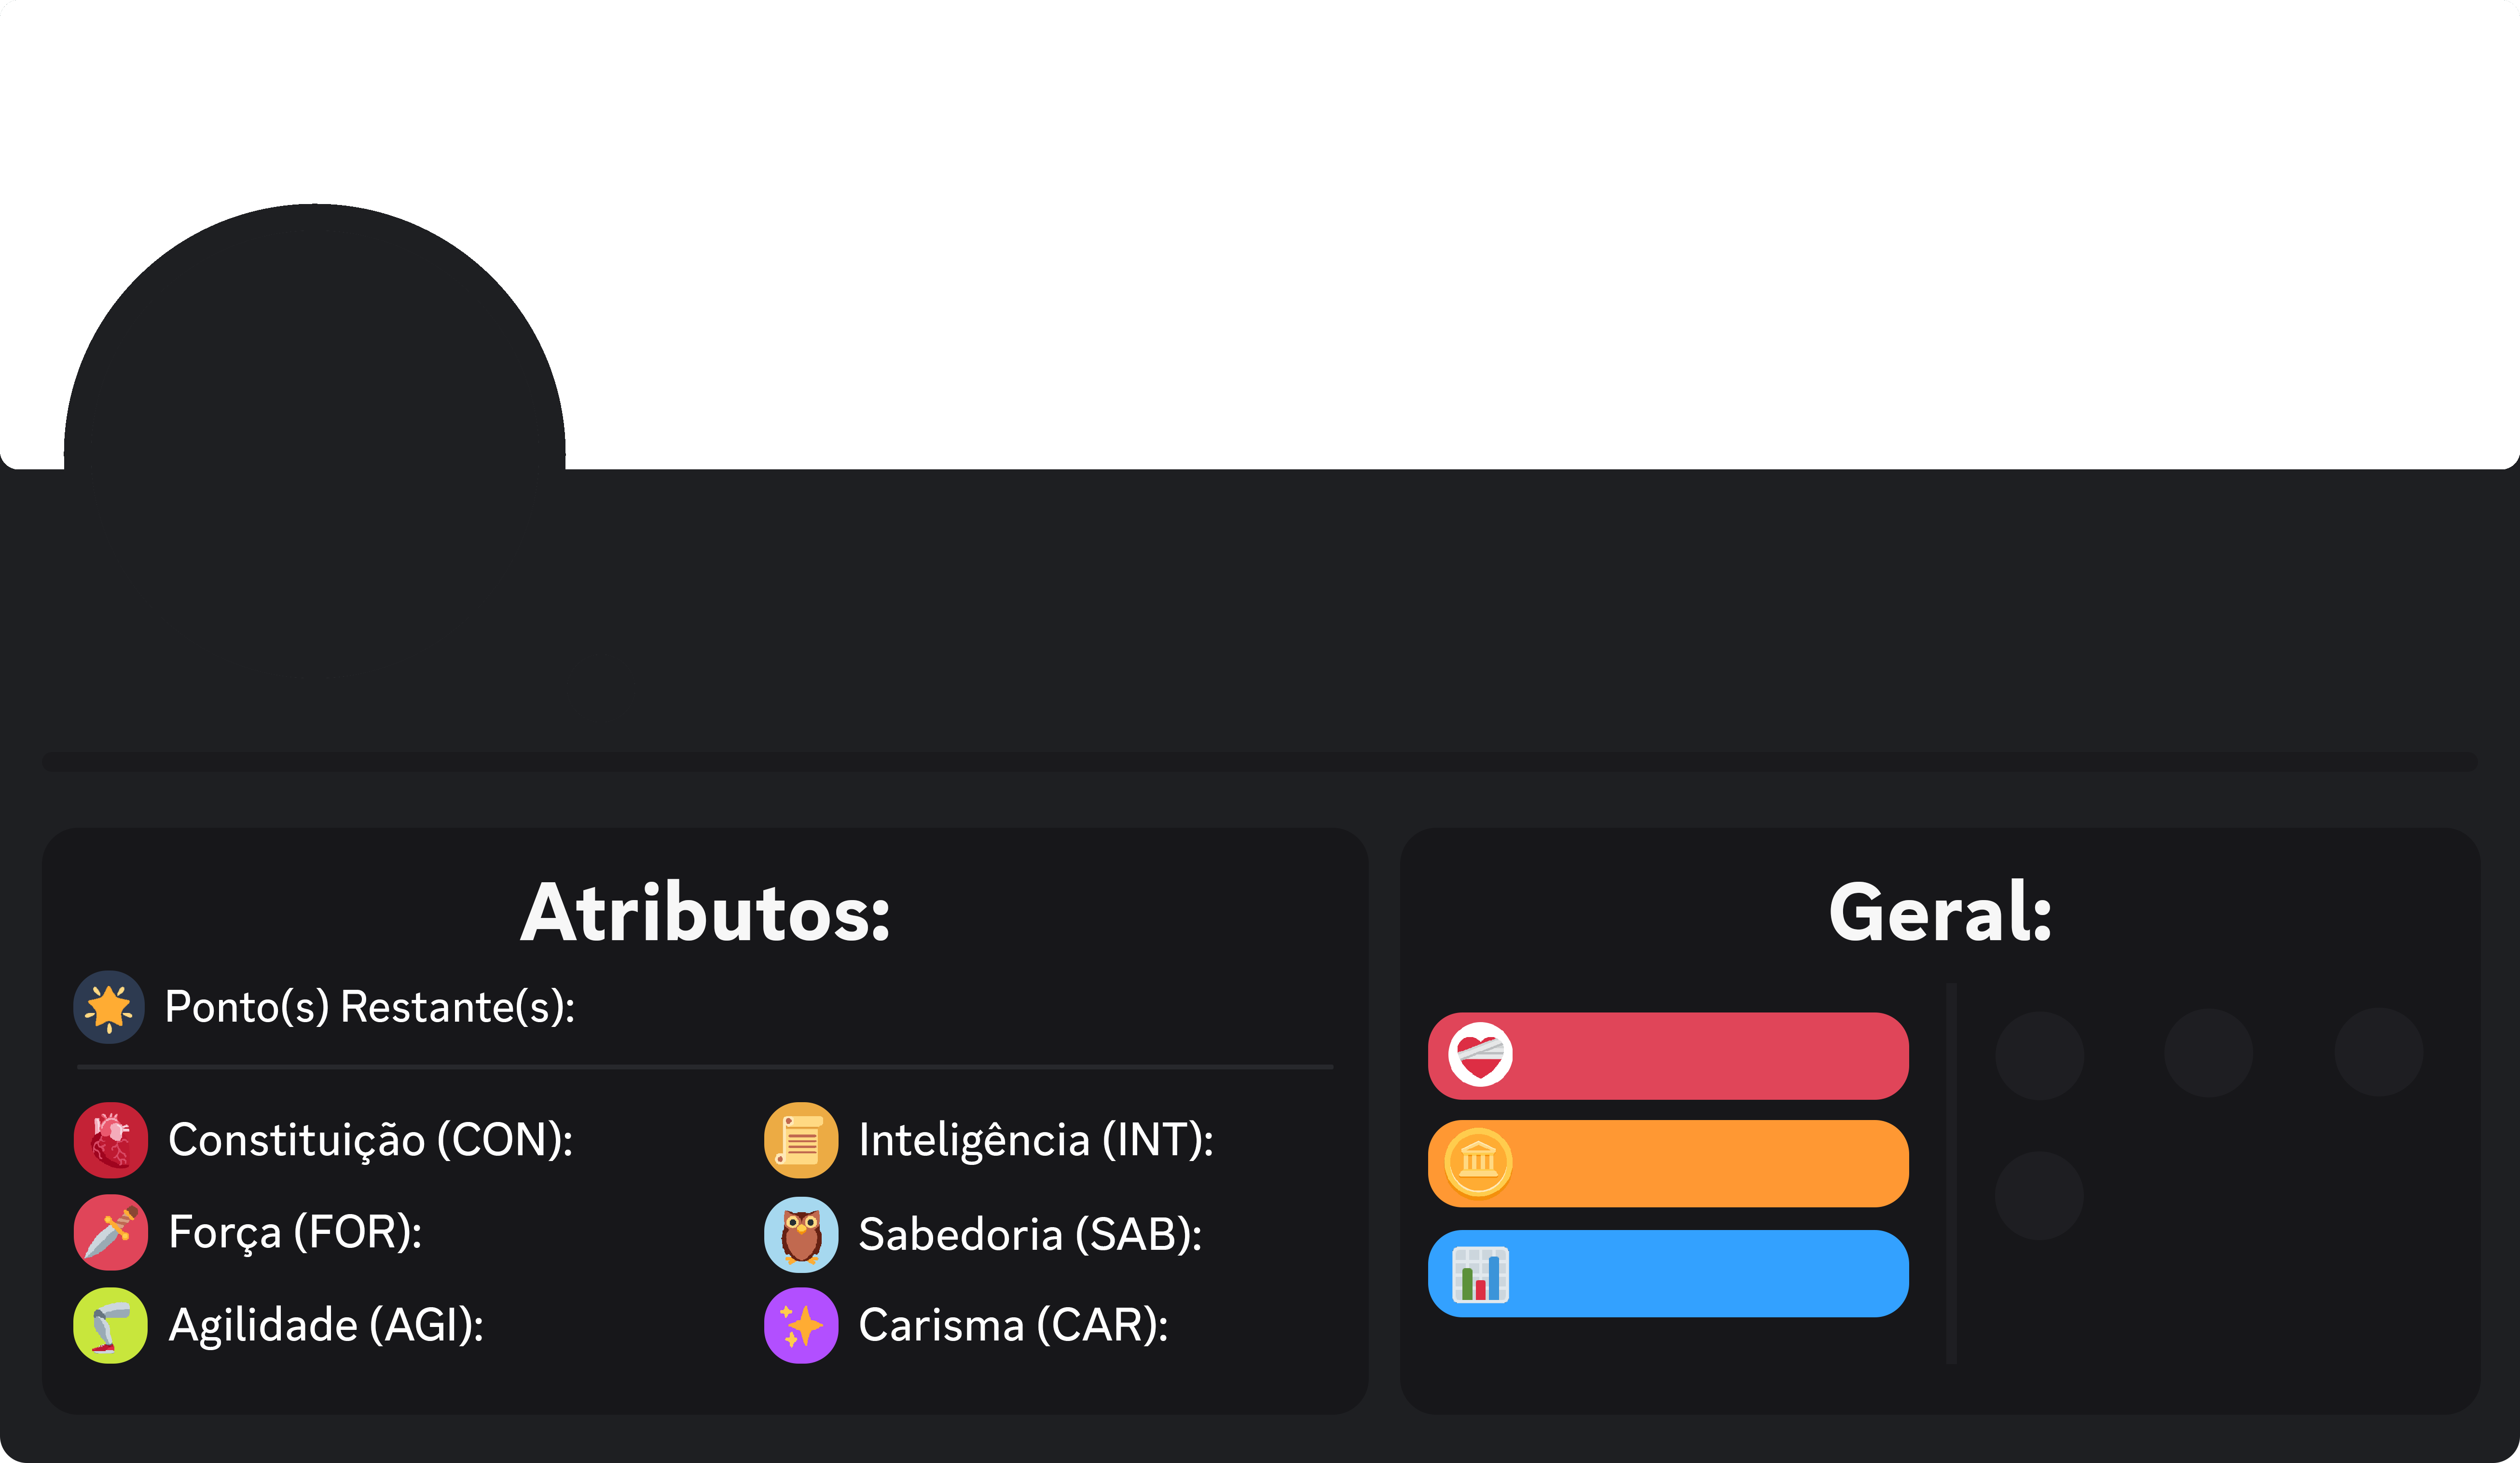 Atributos:
Ponto(s) Restante(s):
Constituição (CON):
Força (FOR):
Agilidade (AGI):
Inteligência (INT):
Sabedoria (SAB):
Carisma (CAR):
Geral: